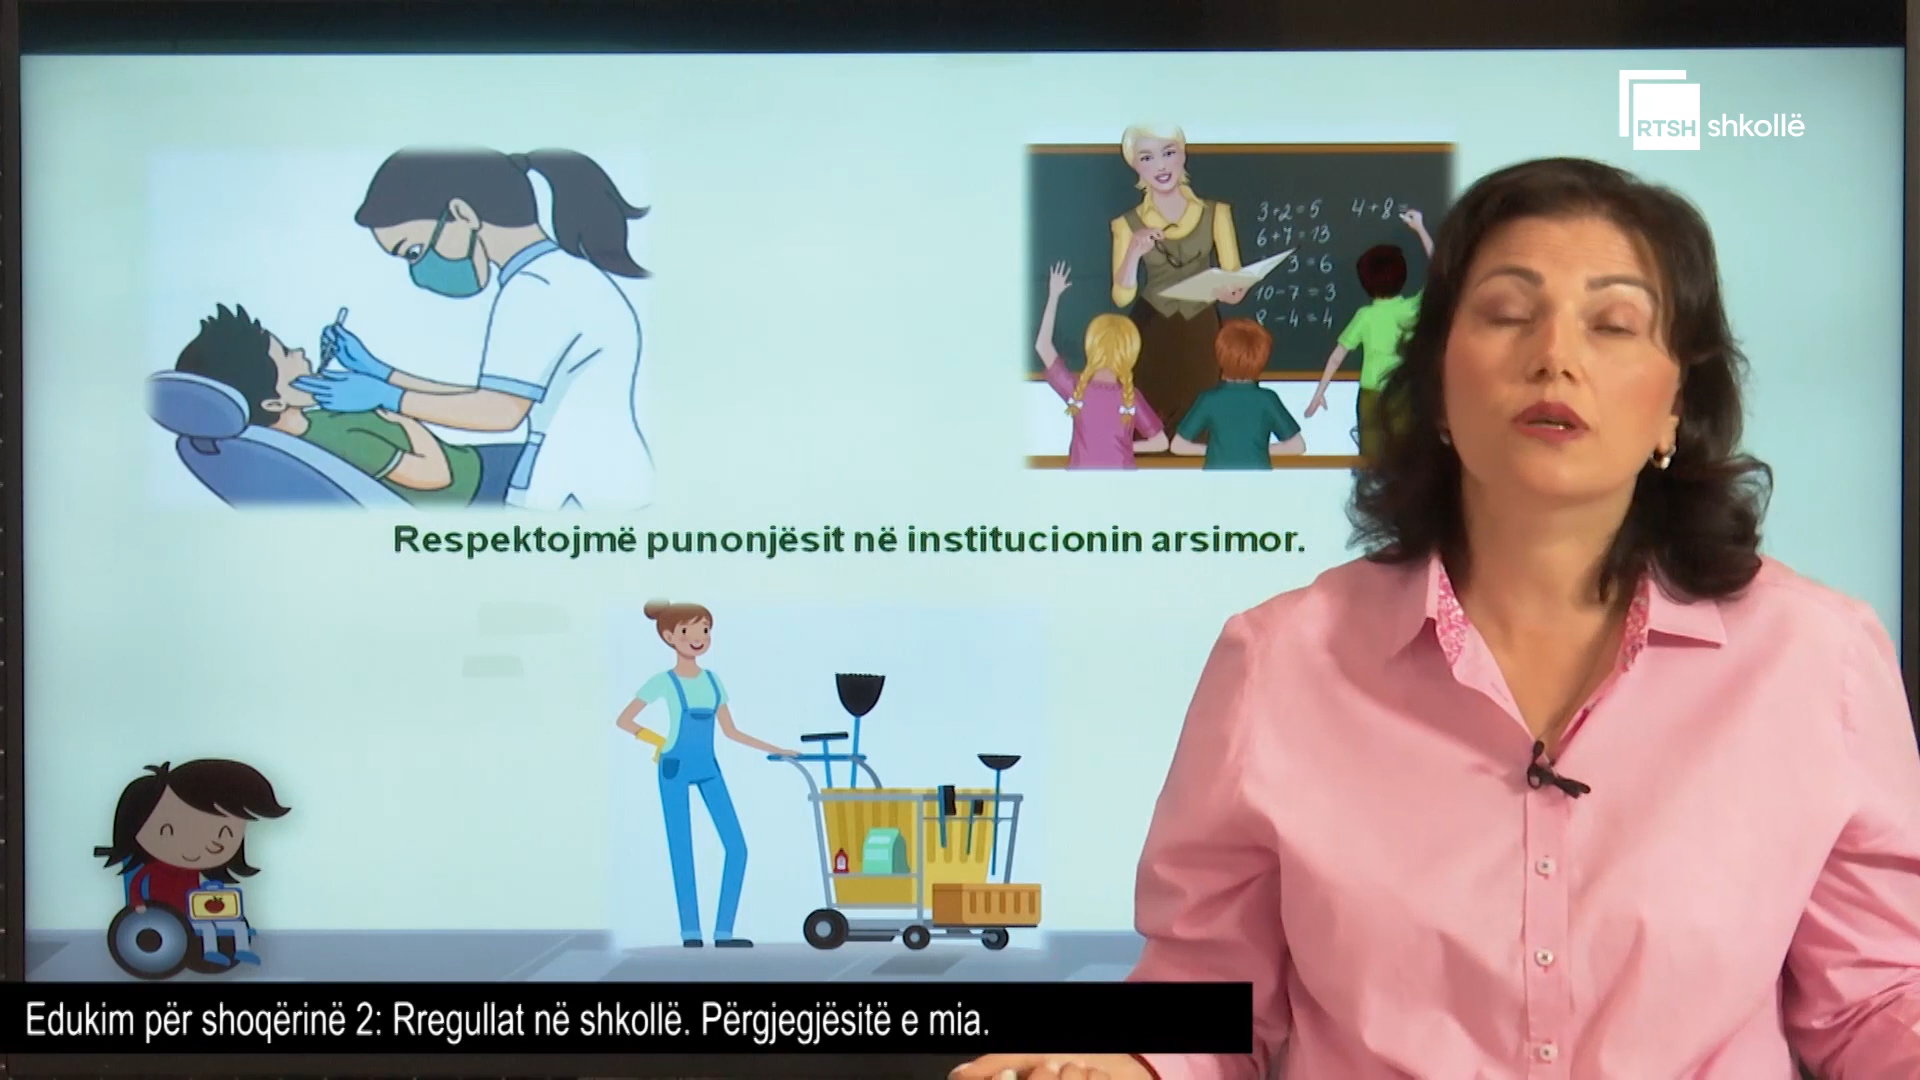 RTSH shkollë
3+2=5 4+8=
6+7=13
3=6
10-7=3
8-4=4
Respektojmë punonjësit në institucionin arsimor.
Edukim për shoqërinë 2: Rregullat në shkollë. Përgjegjësitë e mia.